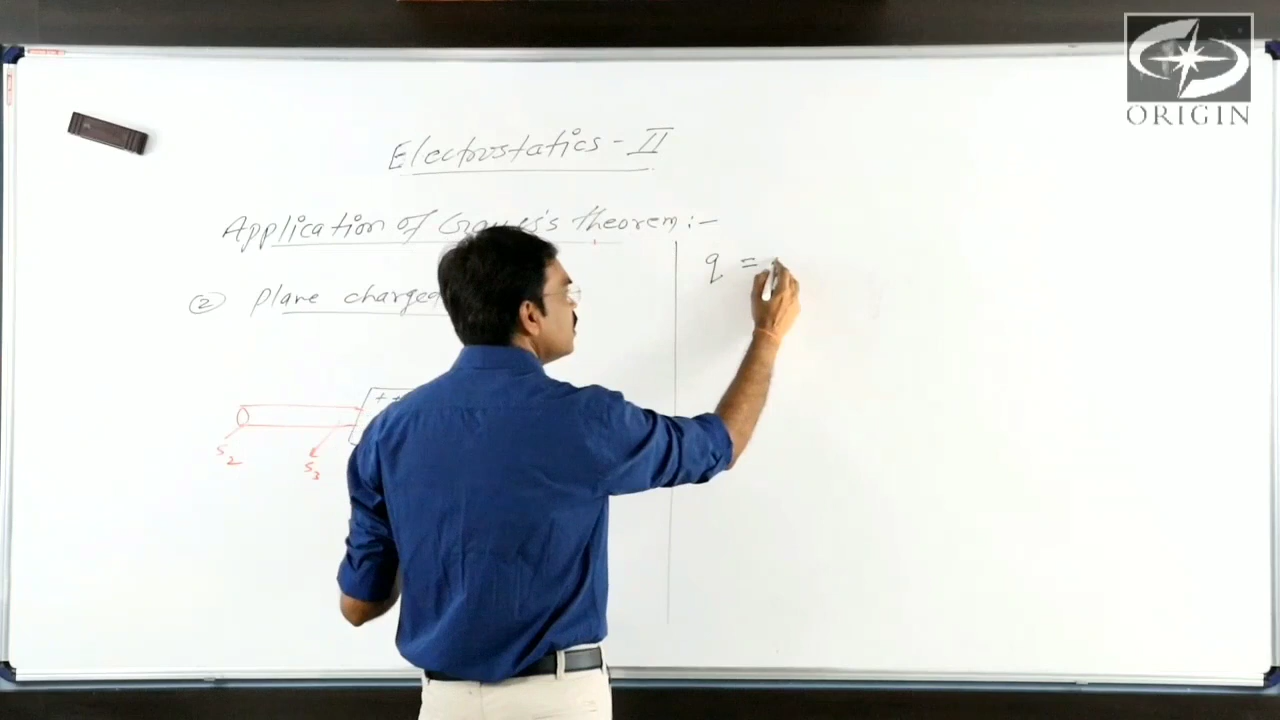 ORIGIN
Electrostatics - II
Application of Gauss's theorem :-
② Plane charged
q =
+ +
S2
S3